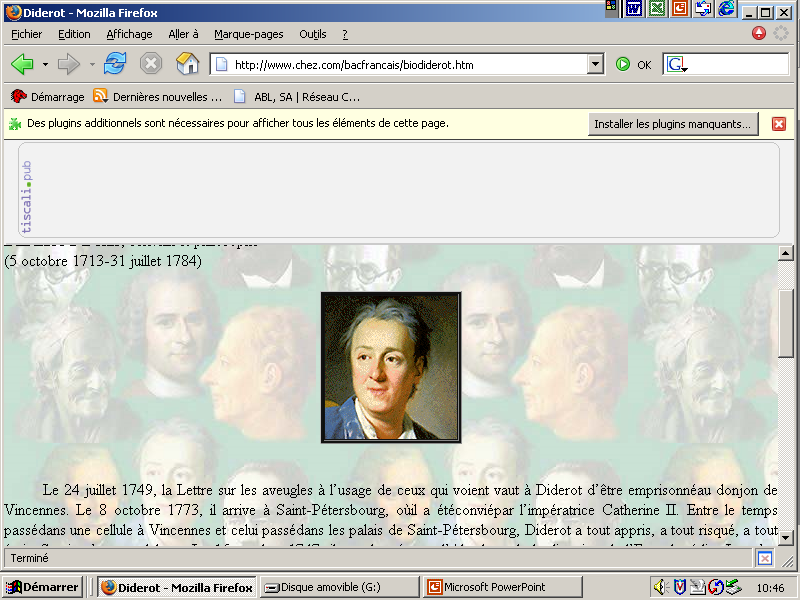 Diderot - Mozilla Firefox
Fichier Edition Affichage Aller à Marque-pages Outils ?
http://www.chez.com/bacfrancais/biodiderot.htm OK G
Démarrage Dernières nouvelles ... ABL, SA | Réseau C...
Des plugins additionnels sont nécessaires pour afficher tous les éléments de cette page. Installer les plugins manquants...
tiscali.pub
(5 octobre 1713-31 juillet 1784)
Le 24 juillet 1749, la Lettre sur les aveugles à l'usage de ceux qui voient vaut à Diderot d'être emprisonnéau donjon de
Vincennes. Le 8 octobre 1773, il arrive à Saint-Pétersbourg, oùil a étéconviépar l'impératrice Catherine II. Entre le temps
passédans une cellule à Vincennes et celui passédans les palais de Saint-Pétersbourg, Diderot a tout appris, a tout risqué, a tout
Terminé
Démarrer Diderot - Mozilla Firefox Disque amovible (G:) Microsoft PowerPoint 10:46